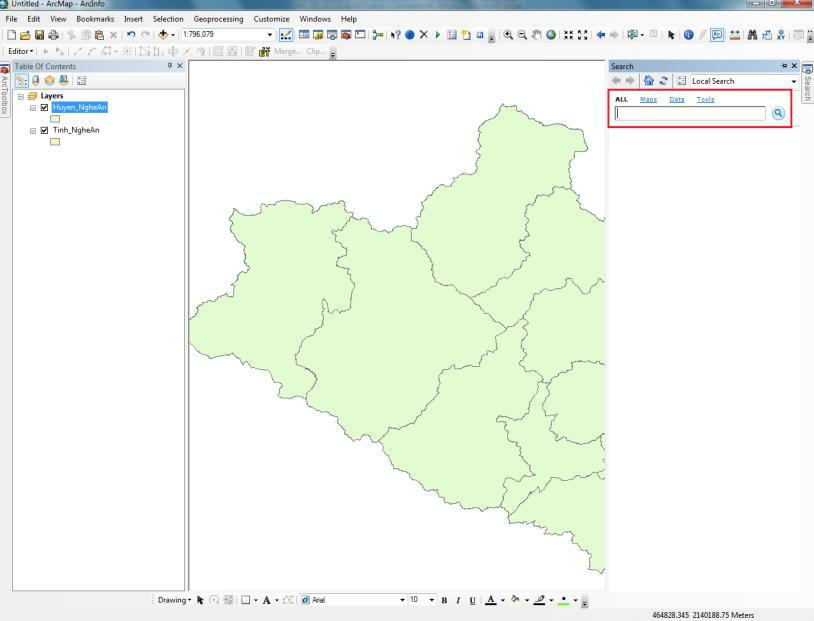 Untitled - ArcMap - ArcInfo
File Edit View Bookmarks Insert Selection Geoprocessing Customize Windows Help
1:796,079
Editor Merge... Clip...
Table Of Contents
Search
Local Search
ArcToolbox
Search
Layers
ALL Maps Data Tools
Huyen_NgheAn
Tinh_NgheAn
Drawing A Arial 10 B I U A
464828.345 2140188.75 Meters